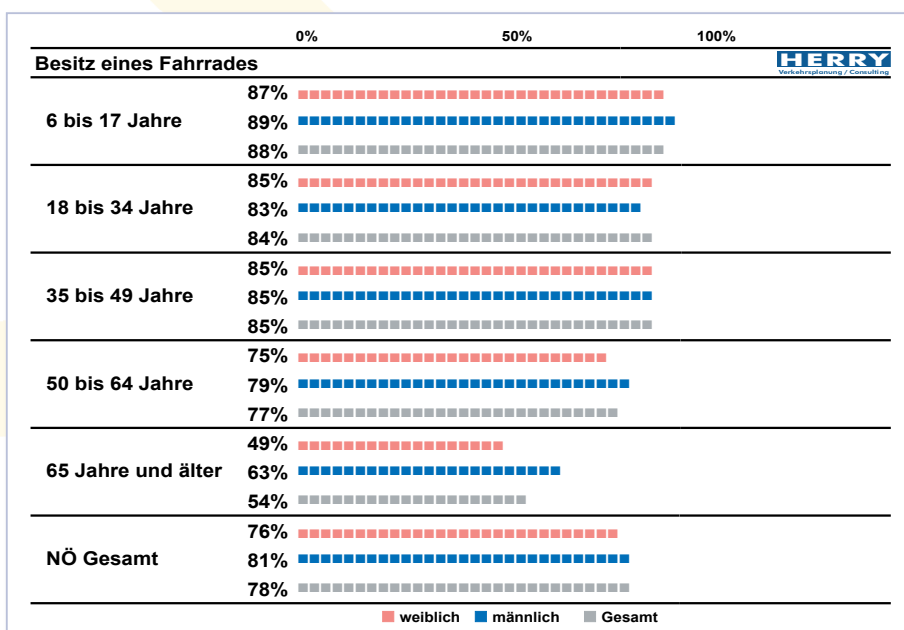 0% 50% 100%
Besitz eines Fahrrades
HERRY
Verkehrsplanung / Consulting
87%
6 bis 17 Jahre 89%
88%
85%
18 bis 34 Jahre 83%
84%
85%
35 bis 49 Jahre 85%
85%
75%
50 bis 64 Jahre 79%
77%
49%
65 Jahre und älter 63%
54%
76%
NÖ Gesamt 81%
78%
weiblich männlich Gesamt